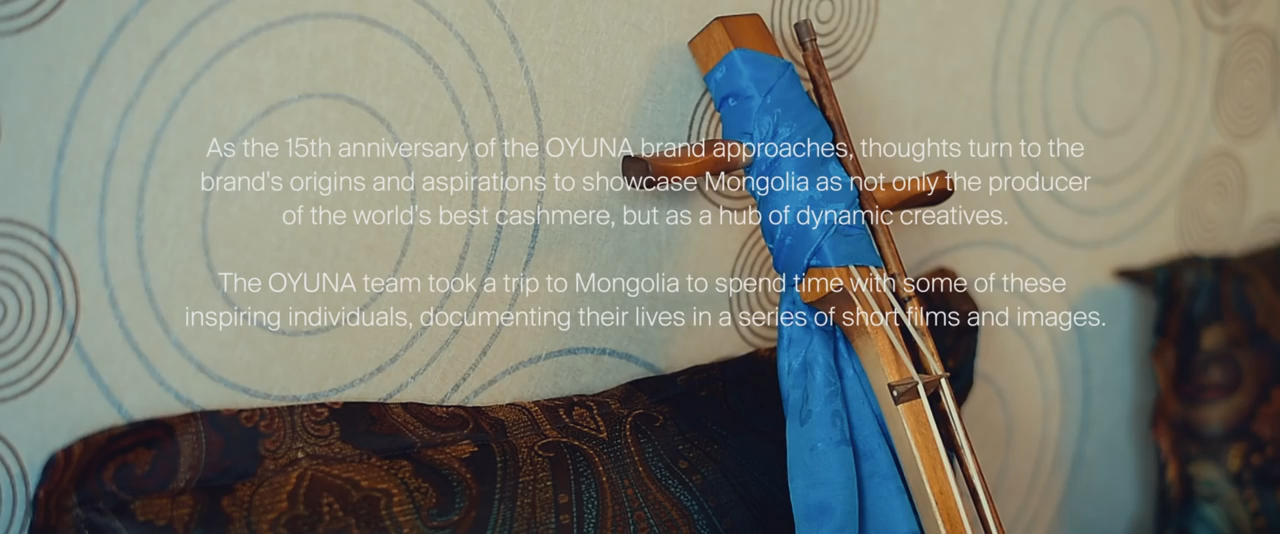 As the 15th anniversary of the OYUNA brand approaches, thoughts turn to the
brand's origins and aspirations to showcase Mongolia as not only the producer
of the world's best cashmere, but as a hub of dynamic creatives.
The OYUNA team took a trip to Mongolia to spend time with some of these
inspiring individuals, documenting their lives in a series of short films and images.